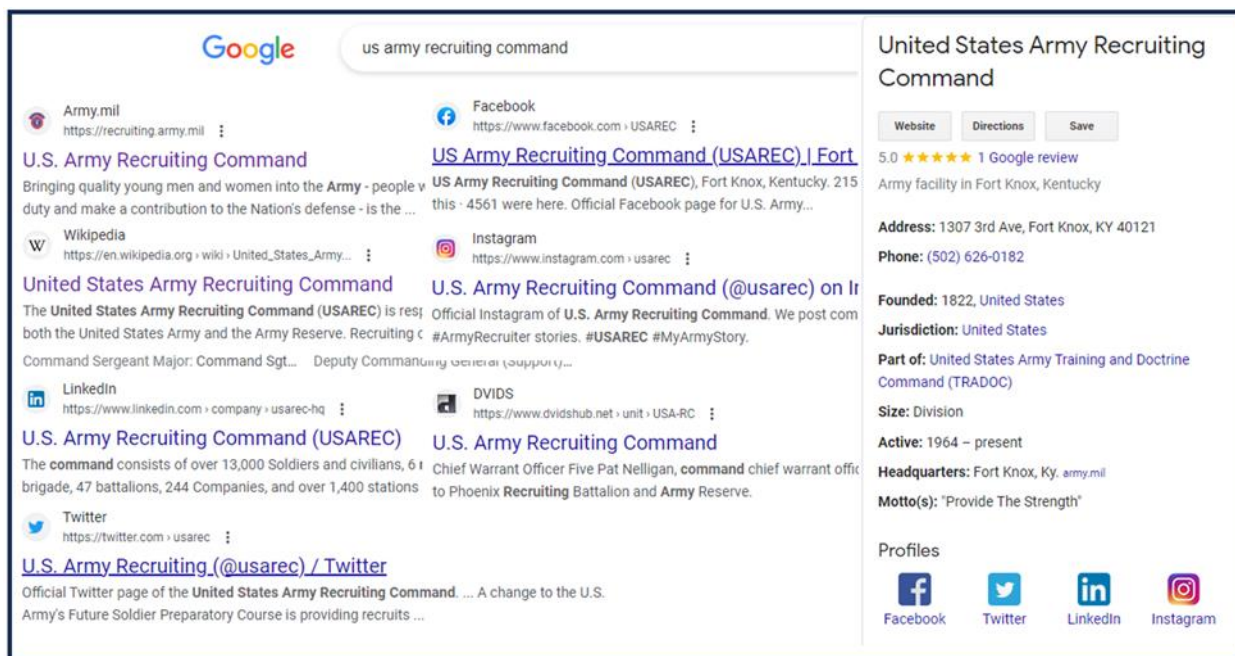 Google
us army recruiting command
Army.mil
https://recruiting.army.mil
U.S. Army Recruiting Command
Bringing quality young men and women into the Army - people
duty and make a contribution to the Nation's defense - is the ...
Wikipedia
https://en.wikipedia.org › wiki › United_States_Army...
United States Army Recruiting Command
The United States Army Recruiting Command (USAREC) is
both the United States Army and the Army Reserve. Recruiting
Command Sergeant Major: Command Sgt... Deputy Commanding General (Support)...
LinkedIn
https://www.linkedin.com › company › usarec-hq
U.S. Army Recruiting Command (USAREC)
The command consists of over 13,000 Soldiers and civilians, 6
brigade, 47 battalions, 244 Companies, and over 1,400 stations
Twitter
https://twitter.com › usarec
U.S. Army Recruiting (@usarec) / Twitter
Official Twitter page of the United States Army Recruiting Command. ... A change to the U.S.
Army's Future Soldier Preparatory Course is providing recruits ...
Facebook
https://www.facebook.com › USAREC
US Army Recruiting Command (USAREC) | Fort
US Army Recruiting Command (USAREC), Fort Knox, Kentucky. 215
this · 4561 were here. Official Facebook page for U.S. Army...
Instagram
https://www.instagram.com › usarec
U.S. Army Recruiting Command (@usarec) on
Official Instagram of U.S. Army Recruiting Command. We post
#ArmyRecruiter stories. #USAREC #MyArmyStory.
DVIDS
https://www.dvidshub.net › unit › USA-RC
U.S. Army Recruiting Command
Chief Warrant Officer Five Pat Nelligan, command chief warrant
to Phoenix Recruiting Battalion and Army Reserve.
United States Army Recruiting
Command
Website Directions Save
5.0 ★★★★★ 1 Google review
Army facility in Fort Knox, Kentucky
Address: 1307 3rd Ave, Fort Knox, KY 40121
Phone: (502) 626-0182
Founded: 1822, United States
Jurisdiction: United States
Part of: United States Army Training and Doctrine
Command (TRADOC)
Size: Division
Active: 1964 – present
Headquarters: Fort Knox, Ky. army.mil
Motto(s): "Provide The Strength"
Profiles
Facebook Twitter LinkedIn Instagram